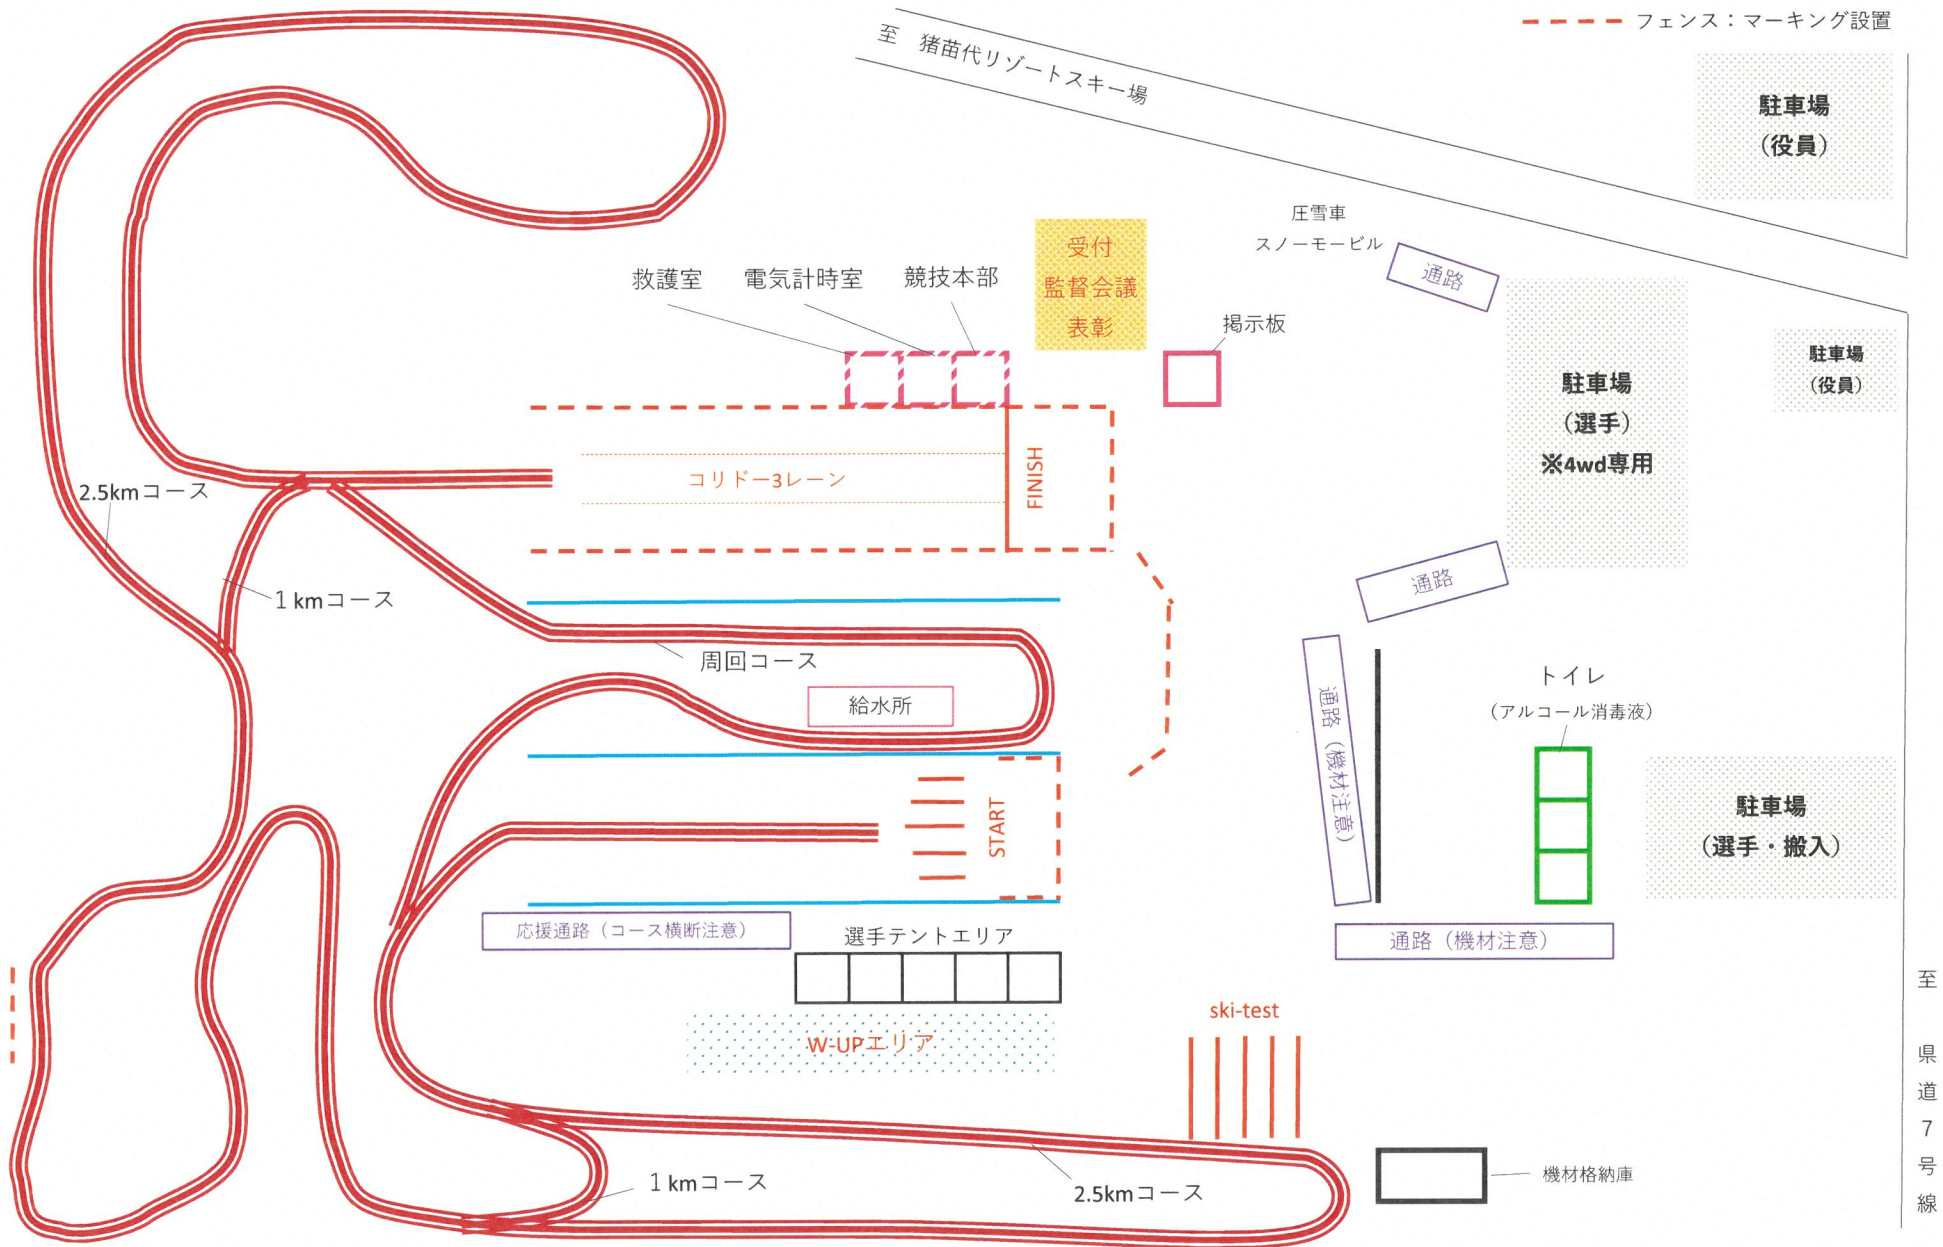 フェンス：マーキング設置
至　猪苗代リゾートスキー場
駐車場
（役員）
圧雪車
スノーモービル
通路
受付
監督会議
表彰
救護室
電気計時室
競技本部
掲示板
駐車場
（選手）
※4wd専用
駐車場
（役員）
コリドー3レーン
FINISH
2.5kmコース
１kmコース
通路
周回コース
給水所
通路（機材注意）
トイレ
（アルコール消毒液）
START
駐車場
（選手・搬入）
応援通路（コース横断注意）
選手テントエリア
通路（機材注意）
W-UPエリア
ski-test
至　県道７号線
１kmコース
2.5kmコース
機材格納庫